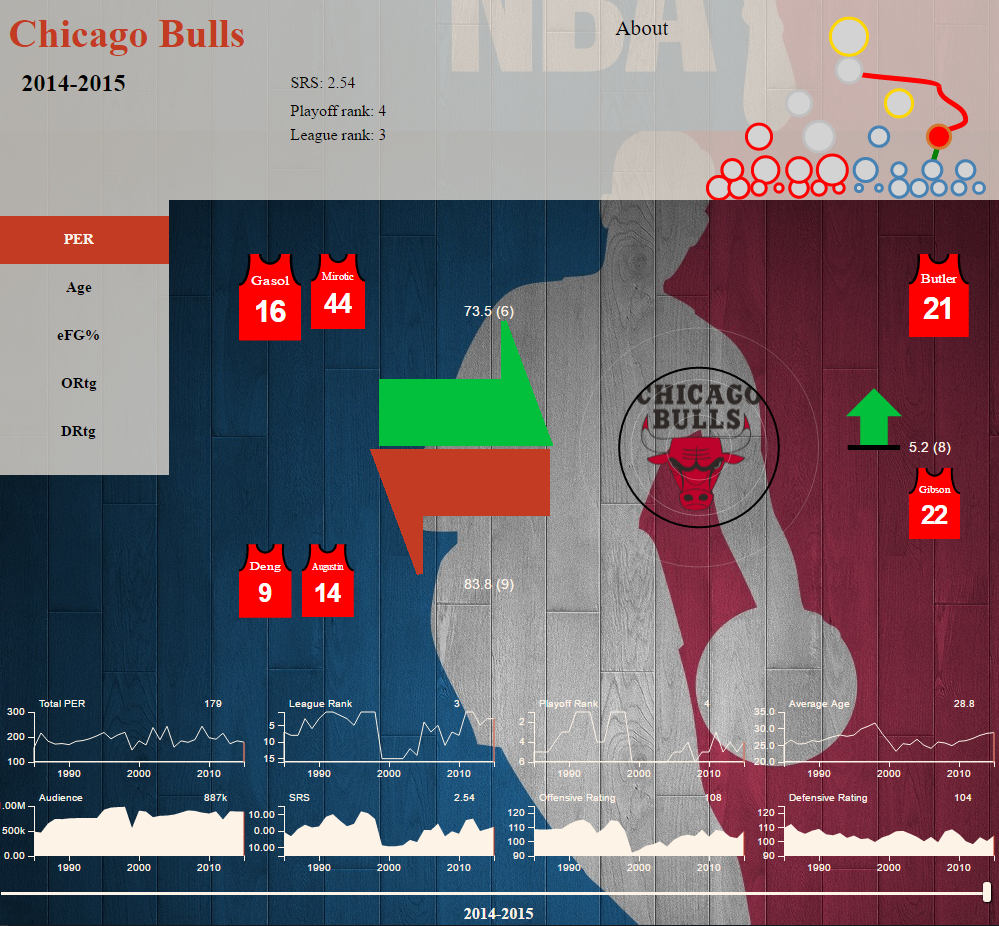 Chicago Bulls
About
NBA
2014-2015
SRS: 2.54
Playoff rank: 4
League rank: 3
PER
Age
eFG%
ORtg
DRtg
Gasol
16
Mirotic
44
Butler
21
73.5 (6)
CHICAGO
BULLS
5.2 (8)
Gibson
22
Deng
9
Augustin
14
83.8 (9)
Total PER 179
300
200
100
1990 2000 2010
League Rank 3
5
10
15
1990 2000 2010
Playoff Rank 4
2
4
6
1990 2000 2010
Average Age 28.8
35.0
30.0
25.0
20.0
1990 2000 2010
Audience 887k
.00M
500k
0.00
1990 2000 2010
SRS 2.54
10.00
0.00
10.00
1990 2000 2010
Offensive Rating 108
120
110
100
90
1990 2000 2010
Defensive Rating 104
120
110
100
90
1990 2000 2010
2014-2015